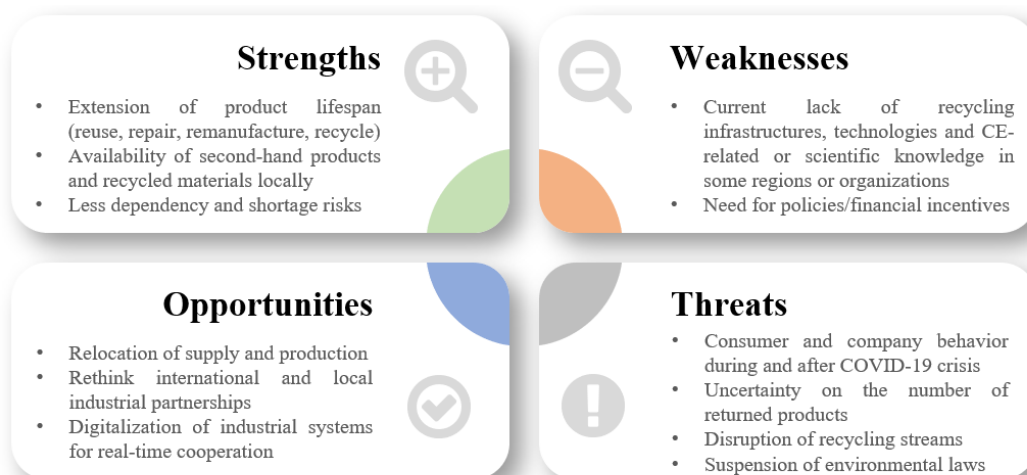 Strengths
• Extension of product lifespan
(reuse, repair, remanufacture, recycle)
• Availability of second-hand products
and recycled materials locally
• Less dependency and shortage risks
Weaknesses
• Current lack of recycling
infrastructures, technologies and CE-
related or scientific knowledge in
some regions or organizations
• Need for policies/financial incentives
Opportunities
• Relocation of supply and production
• Rethink international and local
industrial partnerships
• Digitalization of industrial systems
for real-time cooperation
Threats
• Consumer and company behavior
during and after COVID-19 crisis
• Uncertainty on the number of
returned products
• Disruption of recycling streams
• Suspension of environmental laws